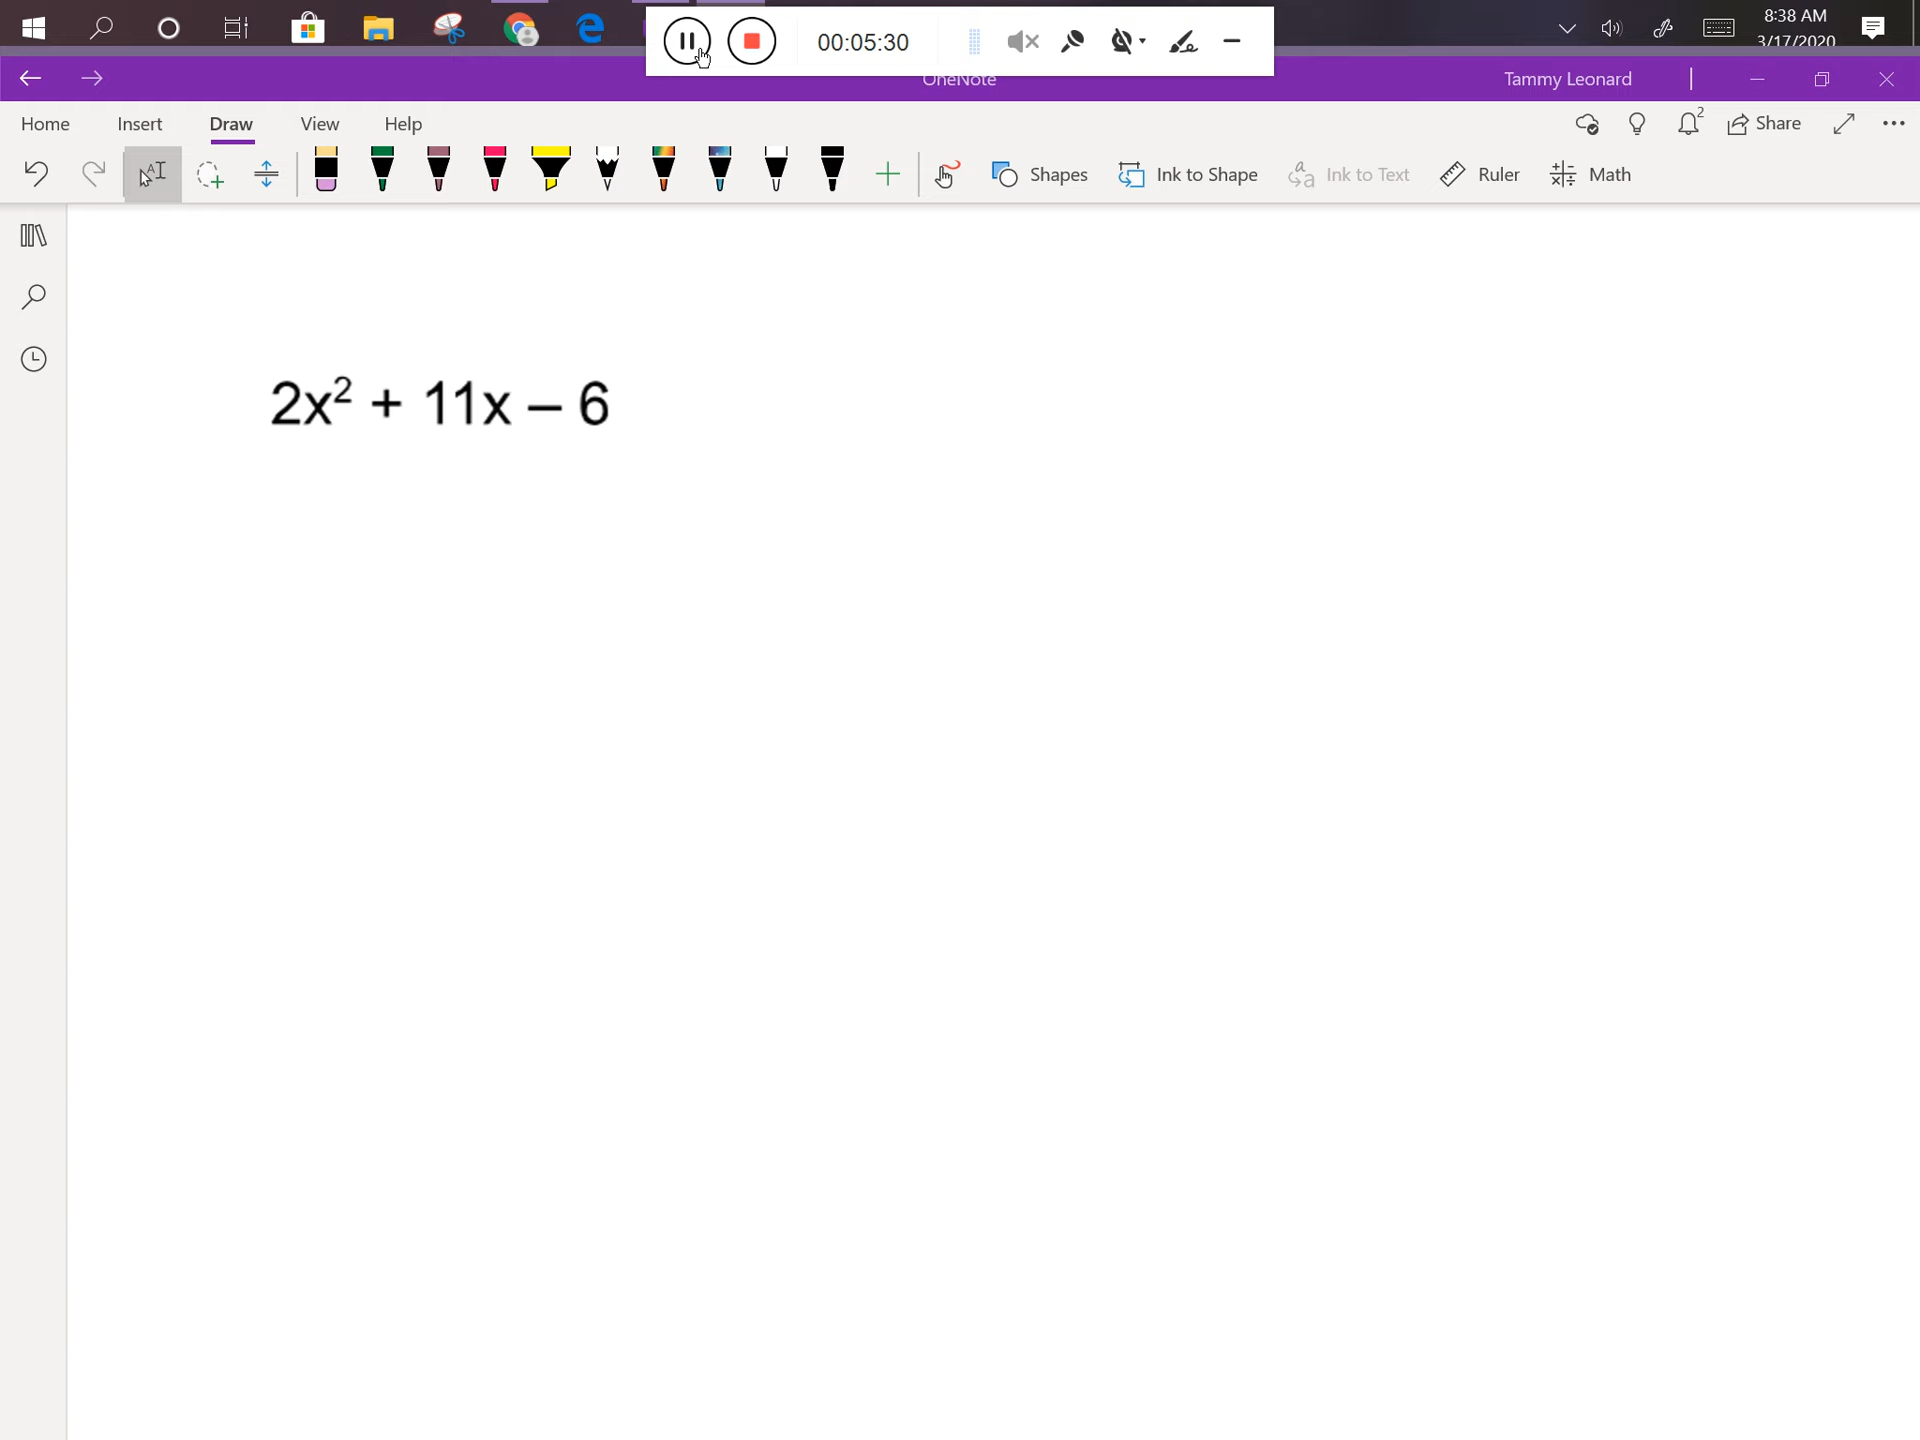 8:38 AM
00:05:30
3/17/2020
OneNote
Tammy Leonard
Home Insert Draw View Help
2
Share
Shapes Ink to Shape Ink to Text Ruler Math
2x² + 11x – 6